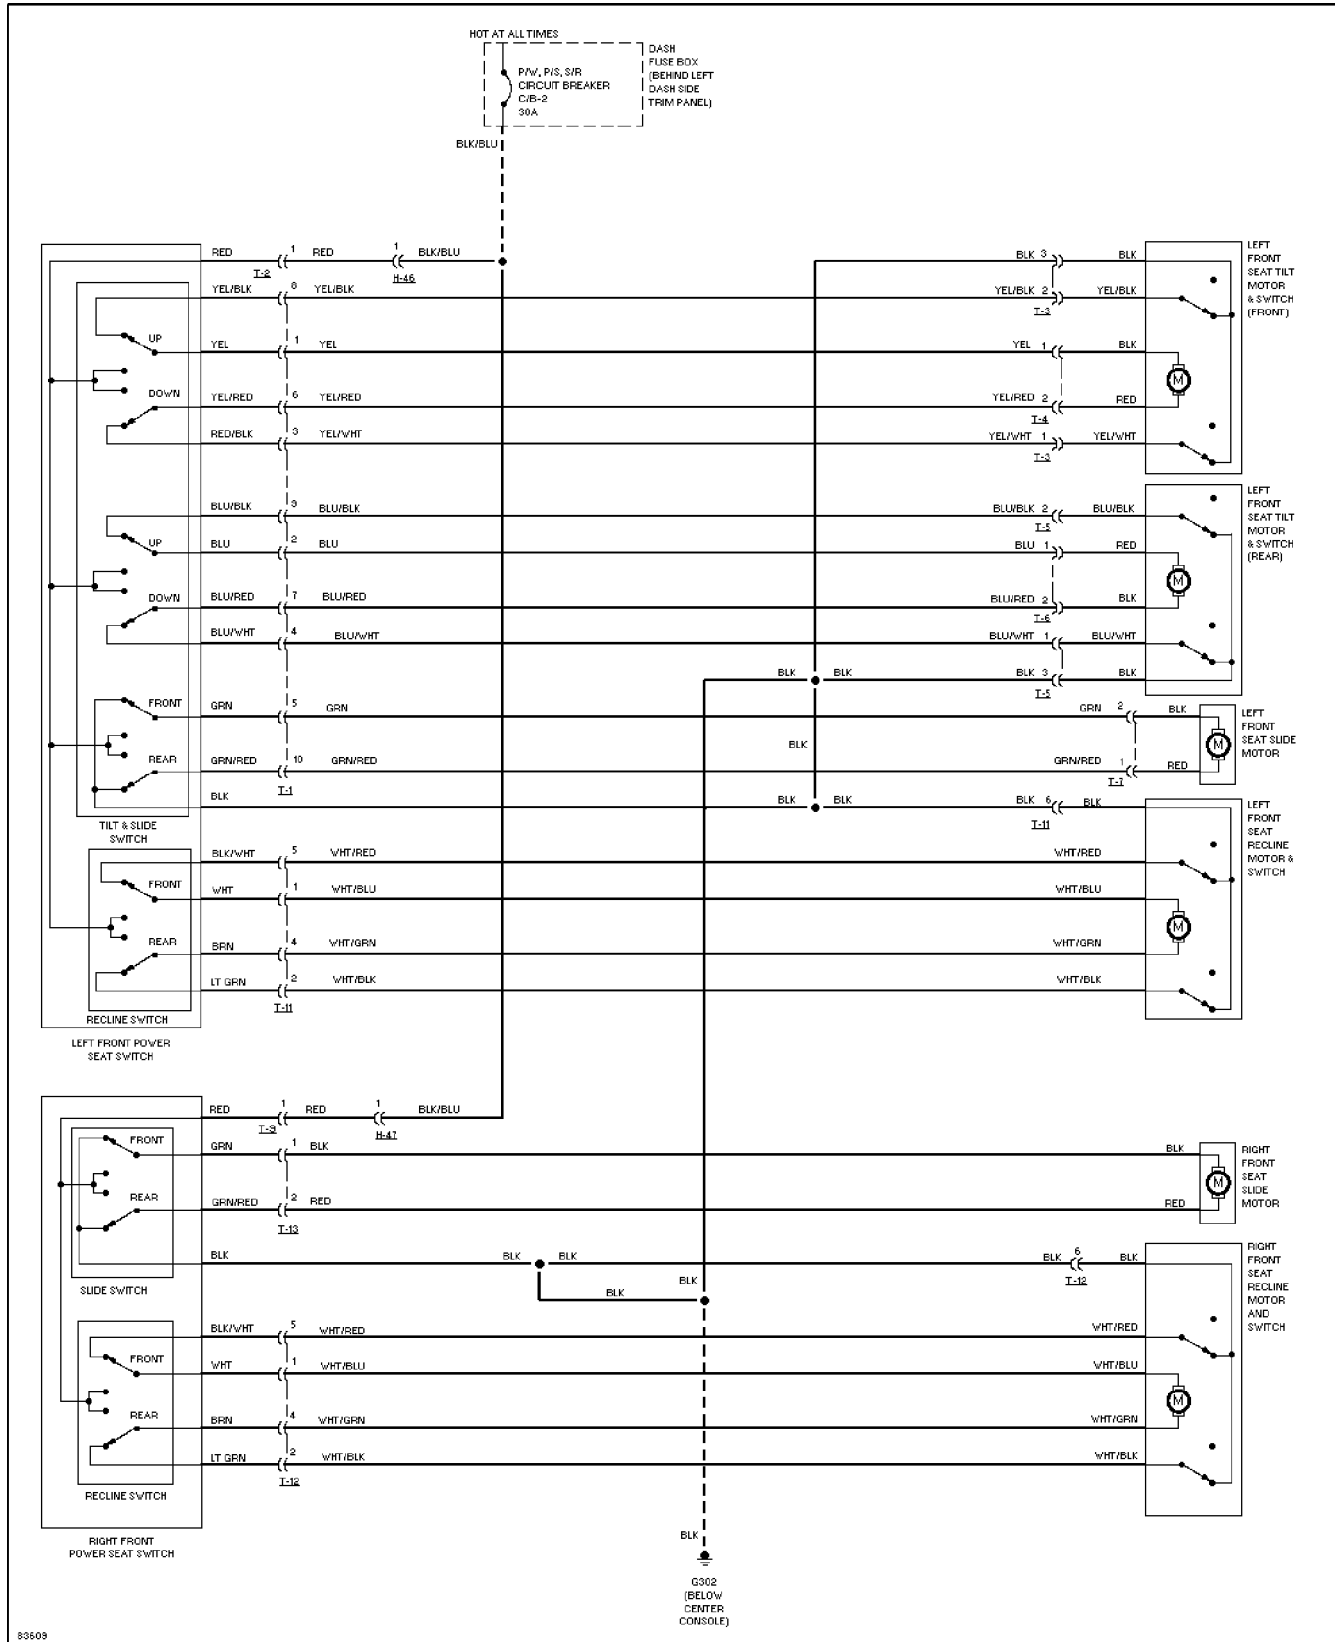 HOT AT ALL TIMES
P/W, P/S, S/R
CIRCUIT BREAKER
C/B-2
30A
DASH
FUSE BOX
(BEHIND LEFT
DASH SIDE
TRIM PANEL)
BLK/BLU
RED 1 RED 1 BLK/BLU
T-2 H-46
YEL/BLK 8 YEL/BLK
UP
YEL 1 YEL
DOWN
YEL/RED 6 YEL/RED
RED/BLK 3 YEL/WHT
BLK 3 BLK
YEL/BLK 2 YEL/BLK
T-3
YEL 1 BLK
YEL/RED 2 RED
T-4
YEL/WHT 1 YEL/WHT
T-3
M
LEFT
FRONT
SEAT TILT
MOTOR
& SWITCH
(FRONT)
BLU/BLK 9 BLU/BLK
UP
BLU 2 BLU
DOWN
BLU/RED 7 BLU/RED
BLU/WHT 4 BLU/WHT
BLU/BLK 2 BLU/BLK
T-5
BLU 1 RED
BLU/RED 2 BLK
T-6
BLU/WHT 1 BLU/WHT
BLK BLK BLK 3 BLK
T-5
M
LEFT
FRONT
SEAT TILT
MOTOR
& SWITCH
(REAR)
FRONT
GRN 5 GRN
REAR
GRN/RED 10 GRN/RED
T-1
BLK
GRN 2 BLK
BLK
GRN/RED 1 RED
T-7
M
LEFT
FRONT
SEAT SLIDE
MOTOR
BLK BLK BLK 6 BLK
T-11
TILT & SLIDE
SWITCH
BLK/WHT 5 WHT/RED
FRONT
WHT 1 WHT/BLU
REAR
BRN 4 WHT/GRN
LT GRN 2 WHT/BLK
T-11
RECLINE SWITCH
LEFT FRONT POWER
SEAT SWITCH
WHT/RED
WHT/BLU
WHT/GRN
WHT/BLK
M
LEFT
FRONT
SEAT
RECLINE
MOTOR &
SWITCH
RED 1 RED 1 BLK/BLU
T-9 H-47
FRONT
GRN 1 BLK
REAR
GRN/RED 2 RED
T-13
BLK
SLIDE SWITCH
BLK
RED
M
RIGHT
FRONT
SEAT
SLIDE
MOTOR
BLK BLK BLK 6 BLK
T-12
BLK
BLK
BLK/WHT 5 WHT/RED
FRONT
WHT 1 WHT/BLU
REAR
BRN 4 WHT/GRN
LT GRN 2 WHT/BLK
T-12
RECLINE SWITCH
RIGHT FRONT
POWER SEAT SWITCH
WHT/RED
WHT/BLU
WHT/GRN
WHT/BLK
M
RIGHT
FRONT
SEAT
RECLINE
MOTOR
AND
SWITCH
BLK
G302
(BELOW
CENTER
CONSOLE)
83609